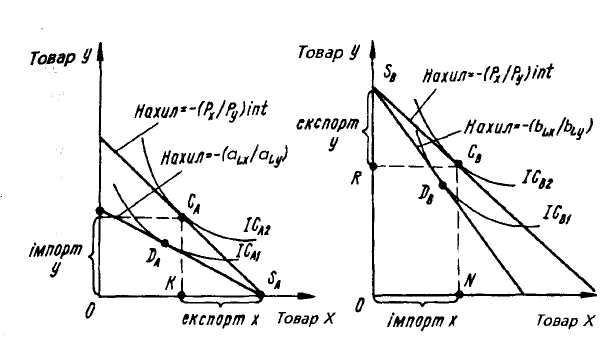 Товар y
Нахил=-(Px/Py)int
Нахил=-(aLx/aLy)
CA
ICA2
DA
ICA1
імпорт
y
K
SA
0
експорт x
Товар X
Товар y
SB
Нахил=-(Px/Py)int
експорт
y
Нахил=-(bLx/bLy)
CB
R
ICB2
DB
ICB1
0
N
імпорт x
Товар X